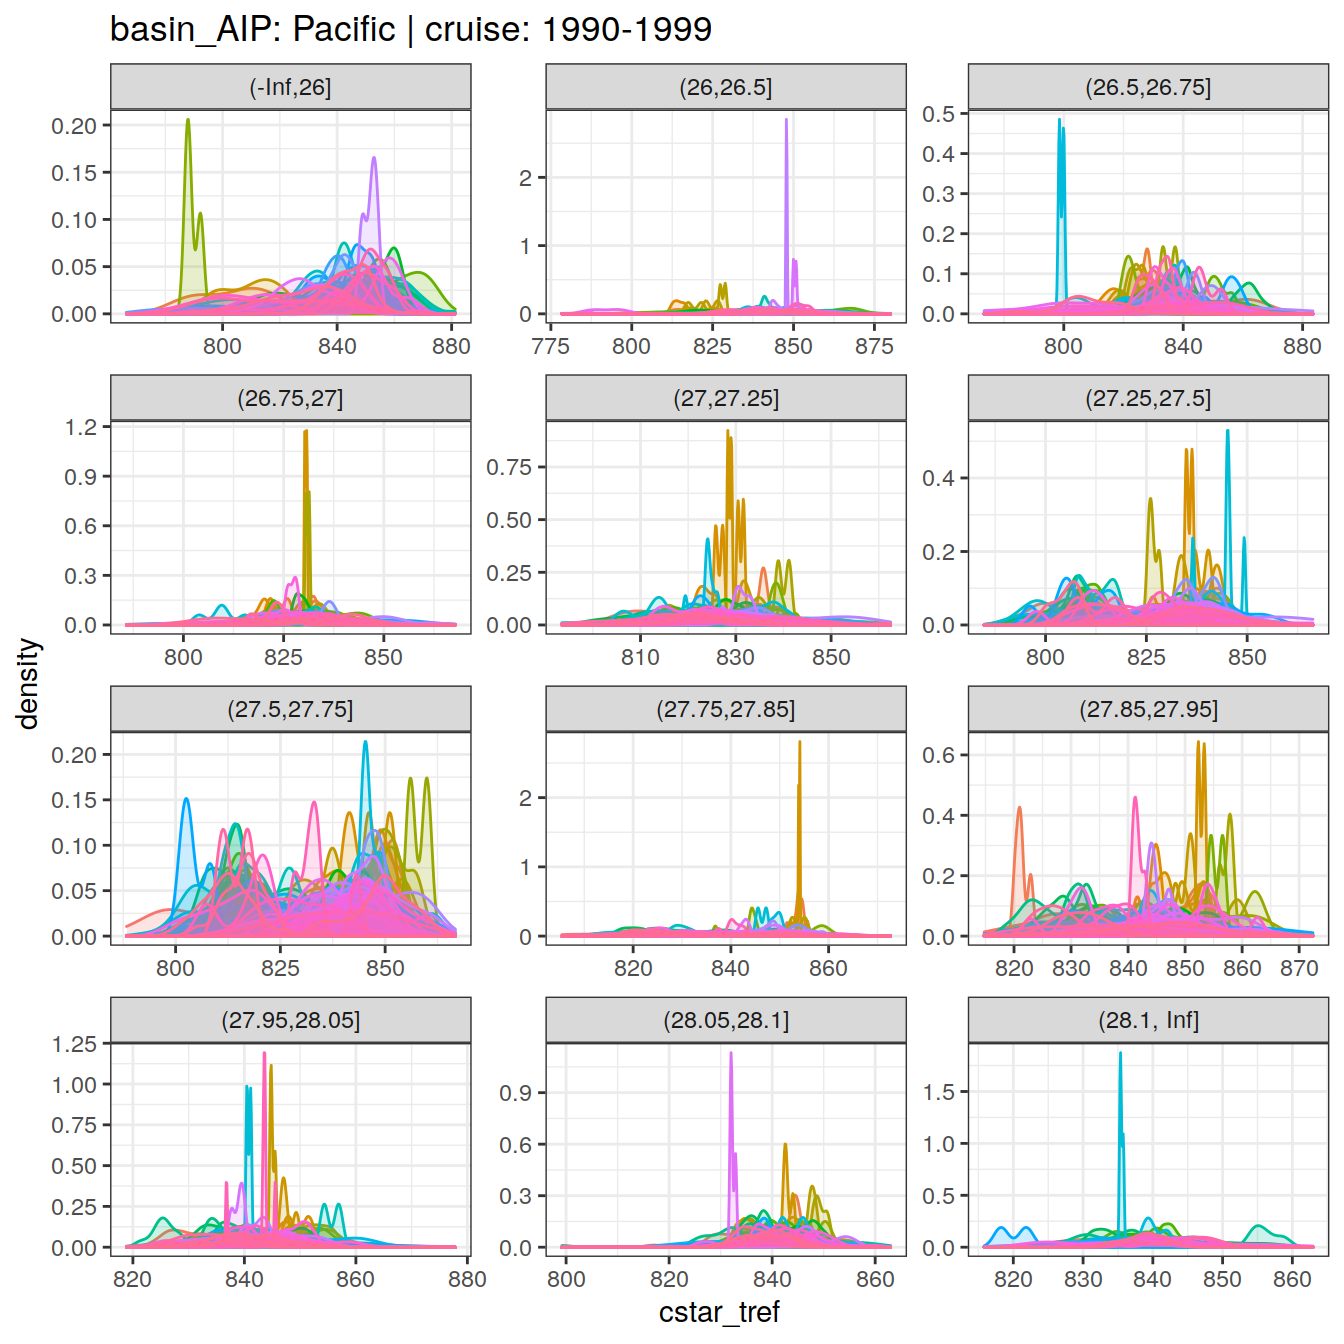 basin_AIP: Pacific | cruise: 1990-1999
(-Inf,26] (26,26.5] (26.5,26.75]
0.20
0.15
0.10
0.05
0.00
800 840 880
2
1
0
775 800 825 850 875
0.5
0.4
0.3
0.2
0.1
0.0
800 840 880
(26.75,27] (27,27.25] (27.25,27.5]
1.2
0.9
0.6
0.3
0.0
800 825 850
0.75
0.50
0.25
0.00
810 830 850
0.4
0.2
0.0
800 825 850
density
(27.5,27.75] (27.75,27.85] (27.85,27.95]
0.20
0.15
0.10
0.05
0.00
800 825 850
2
1
0
820 840 860
0.6
0.4
0.2
0.0
820 830 840 850 860 870
(27.95,28.05] (28.05,28.1] (28.1, Inf]
1.25
1.00
0.75
0.50
0.25
0.00
820 840 860 880
0.9
0.6
0.3
0.0
800 820 840 860
1.5
1.0
0.5
0.0
820 830 840 850 860
cstar_tref